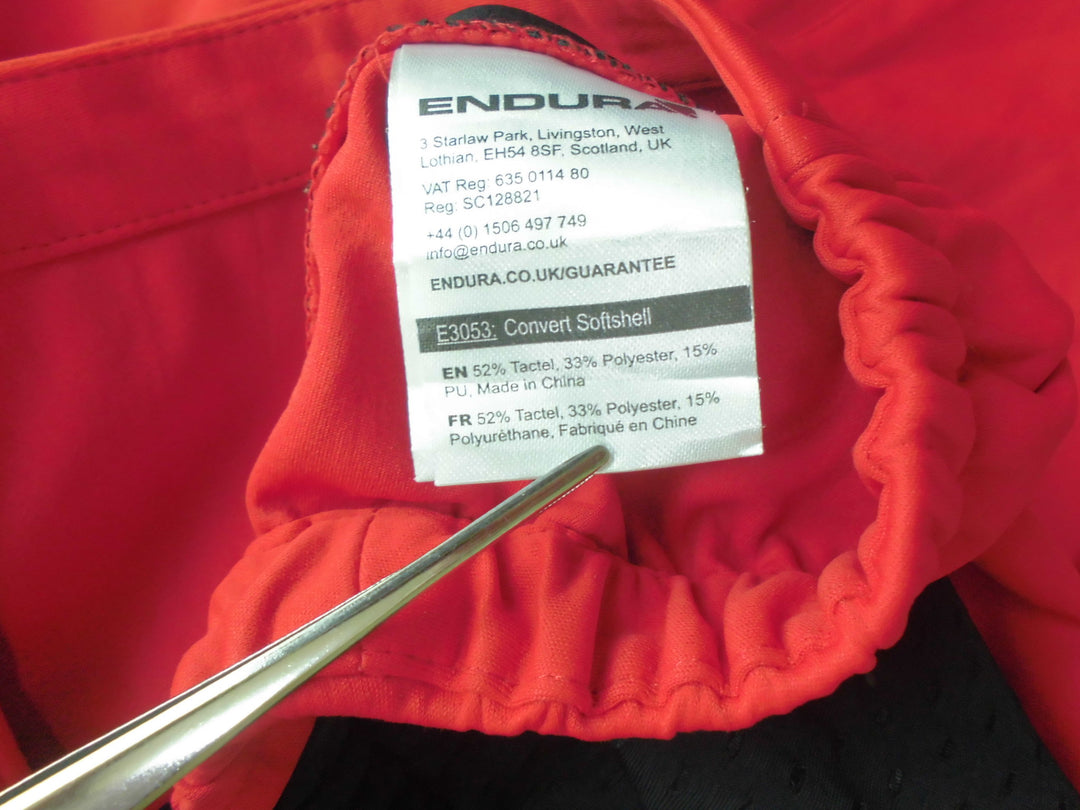 ENDURA
3 Starlaw Park, Livingston, West
Lothian, EH54 8SF, Scotland, UK
VAT Reg: 635 0114 80
Reg: SC128821
+44 (0) 1506 497 749
info@endura.co.uk
ENDURA.CO.UK/GUARANTEE
E3053: Convert Softshell
EN 52% Tactel, 33% Polyester, 15%
PU, Made in China
FR 52% Tactel, 33% Polyester, 15%
Polyuréthane, Fabriqué en Chine